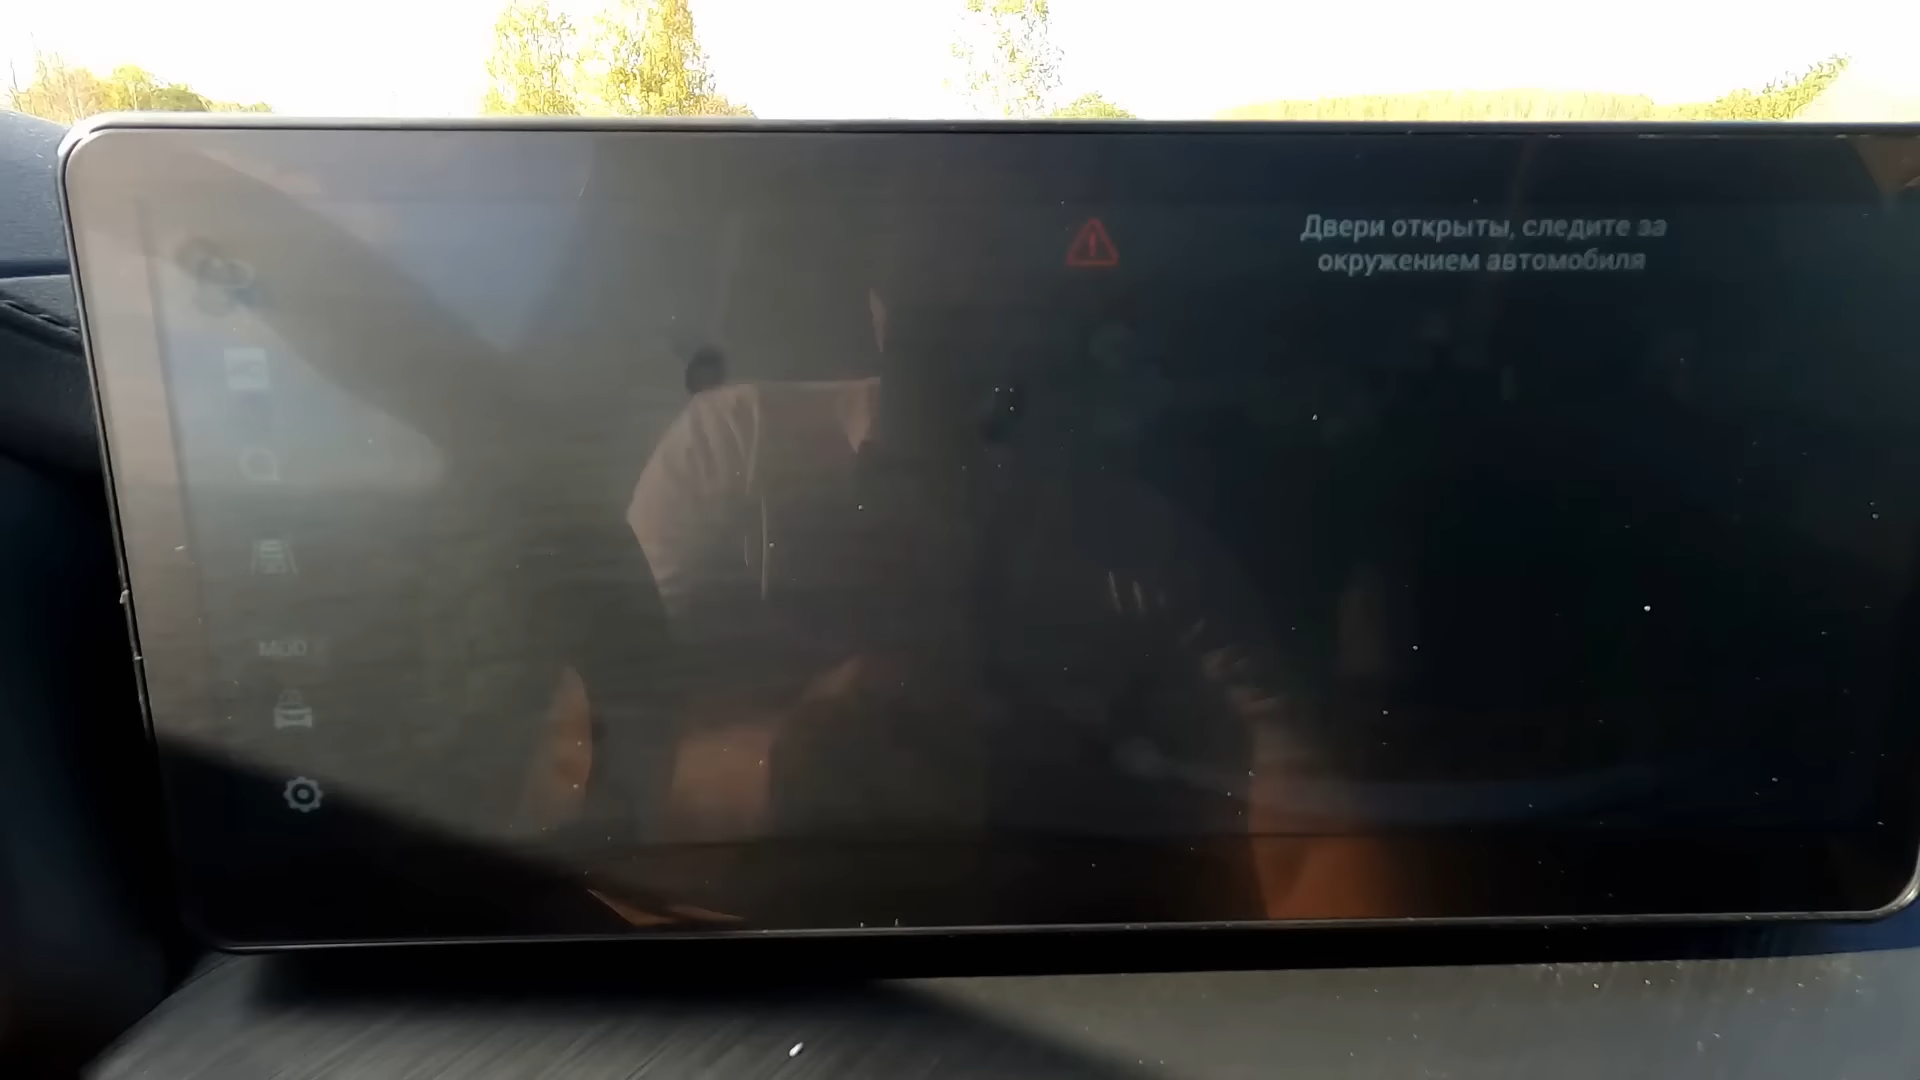 Двери открыты, следите за
окружением автомобиля